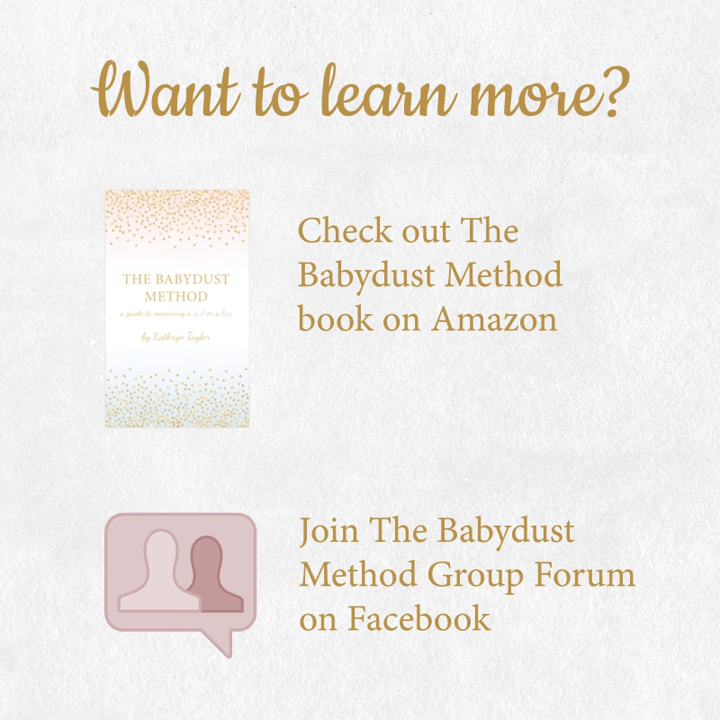 Want to learn more?
THE BABYDUST
METHOD
a guide to conceiving a girl or a boy
by Kathryn Taylor
Check out The
Babydust Method
book on Amazon
Join The Babydust
Method Group Forum
on Facebook